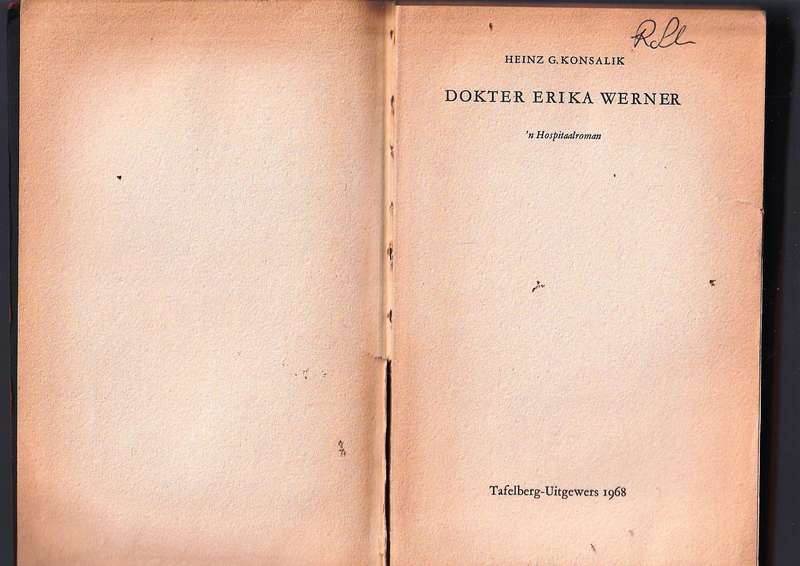 HEINZ G. KONSALIK
DOKTER ERIKA WERNER
'n Hospitaalroman
Tafelberg-Uitgewers 1968